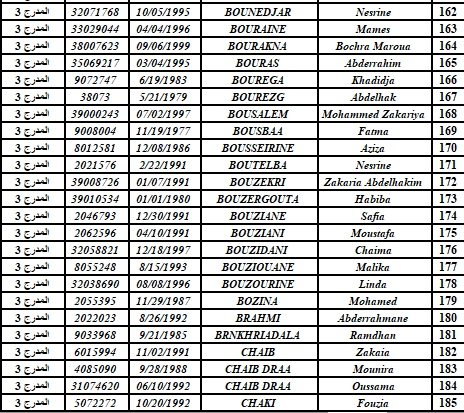 المدرج 3 32071768 10/05/1995 BOUNEDJAR Nesrine 162
المدرج 3 33029044 04/04/1996 BOURAINE Mames 163
المدرج 3 38007623 09/06/1999 BOURAKNA Bochra Maroua 164
المدرج 3 35069217 03/04/1995 BOURAS Abderrahim 165
المدرج 3 9072747 6/19/1983 BOUREGA Khadidja 166
المدرج 3 38073 5/21/1979 BOUREZG Abdelhak 167
المدرج 3 39000243 07/02/1997 BOUSALEM Mohammed Zakariya 168
المدرج 3 9008004 11/19/1977 BOUSBAA Fatma 169
المدرج 3 8012581 12/08/1986 BOUSSEIRINE Aziza 170
المدرج 3 2021576 2/22/1991 BOUTELBA Nesrine 171
المدرج 3 39008726 01/07/1991 BOUZEKRI Zakaria Abdelhakim 172
المدرج 3 39010534 01/01/1980 BOUZERGOUTA Habiba 173
المدرج 3 2046793 12/30/1991 BOUZIANE Safia 174
المدرج 3 2062596 04/10/1991 BOUZIANI Moustafa 175
المدرج 3 32058821 12/18/1997 BOUZIDANI Chaima 176
المدرج 3 8055248 8/15/1993 BOUZIOUANE Malika 177
المدرج 3 32038690 08/08/1996 BOUZOURINE Linda 178
المدرج 3 2055395 11/29/1987 BOZINA Mohamed 179
المدرج 3 2022023 8/26/1992 BRAHMI Abderrahmane 180
المدرج 3 9033968 9/21/1985 BRNKHRIADALA Ramdhan 181
المدرج 3 6015994 11/02/1991 CHAIB Zakaia 182
المدرج 3 4085090 9/28/1988 CHAIB DRAA Mounira 183
المدرج 3 31074620 06/10/1992 CHAIB DRAA Oussama 184
المدرج 3 5072272 10/20/1992 CHAKI Fouzia 185